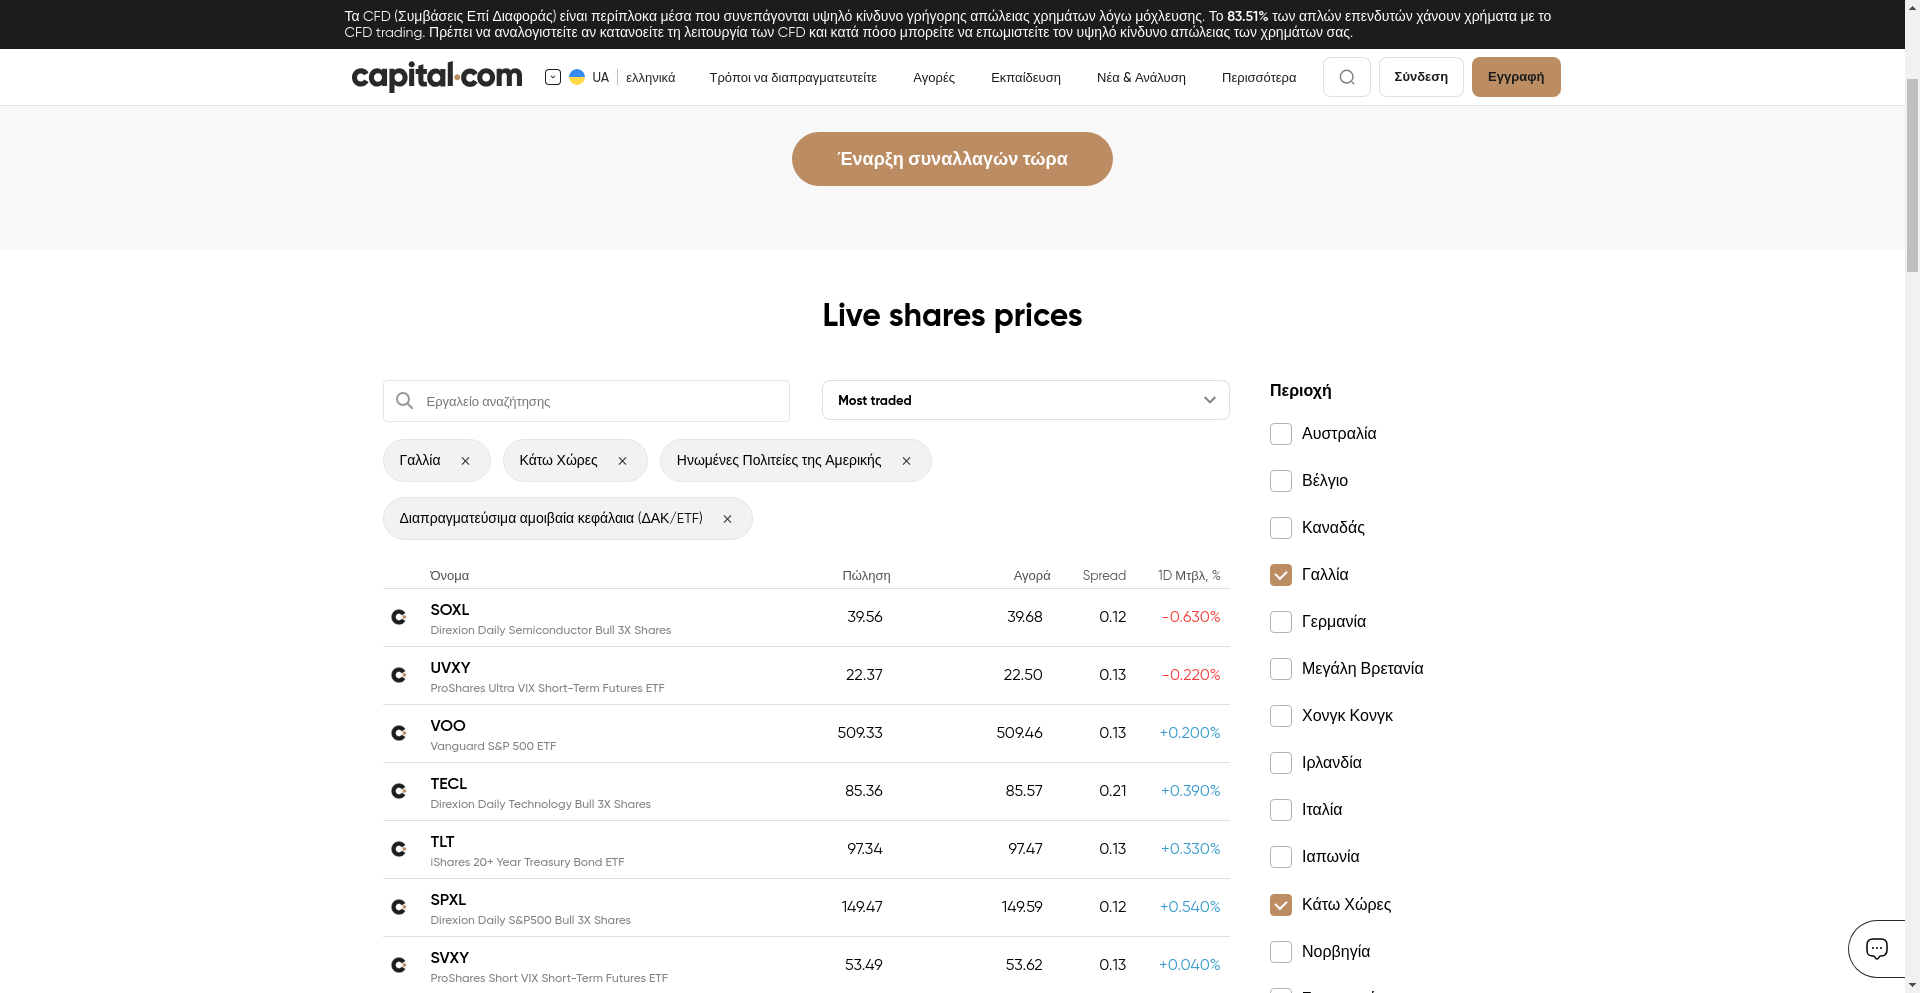 Τα CFD (Συμβάσεις Επί Διαφοράς) είναι περίπλοκα μέσα που συνεπάγονται υψηλό κίνδυνο γρήγορης απώλειας χρημάτων λόγω μόχλευσης. Το 83.51% των απλών επενδυτών χάνουν χρήματα με το
CFD trading. Πρέπει να αναλογιστείτε αν κατανοείτε τη λειτουργία των CFD και κατά πόσο μπορείτε να επωμιστείτε τον υψηλό κίνδυνο απώλειας των χρημάτων σας.
capital.com UA ελληνικά Τρόποι να διαπραγματευτείτε Αγορές Εκπαίδευση Νέα & Ανάλυση Περισσότερα Σύνδεση Εγγραφή
Έναρξη συναλλαγών τώρα
Live shares prices
Εργαλείο αναζήτησης
Most traded
Γαλλία Κάτω Χώρες Ηνωμένες Πολιτείες της Αμερικής
Διαπραγματεύσιμα αμοιβαία κεφάλαια (ΔΑΚ/ETF)
Όνομα Πώληση Αγορά Spread 1D Μτβλ, %
SOXL 39.56 39.68 0.12 -0.630%
Direxion Daily Semiconductor Bull 3X Shares
UVXY 22.37 22.50 0.13 -0.220%
ProShares Ultra VIX Short-Term Futures ETF
VOO 509.33 509.46 0.13 +0.200%
Vanguard S&P 500 ETF
TECL 85.36 85.57 0.21 +0.390%
Direxion Daily Technology Bull 3X Shares
TLT 97.34 97.47 0.13 +0.330%
iShares 20+ Year Treasury Bond ETF
SPXL 149.47 149.59 0.12 +0.540%
Direxion Daily S&P500 Bull 3X Shares
SVXY 53.49 53.62 0.13 +0.040%
ProShares Short VIX Short-Term Futures ETF
Περιοχή
Αυστραλία
Βέλγιο
Καναδάς
Γαλλία
Γερμανία
Μεγάλη Βρετανία
Χονγκ Κονγκ
Ιρλανδία
Ιταλία
Ιαπωνία
Κάτω Χώρες
Νορβηγία